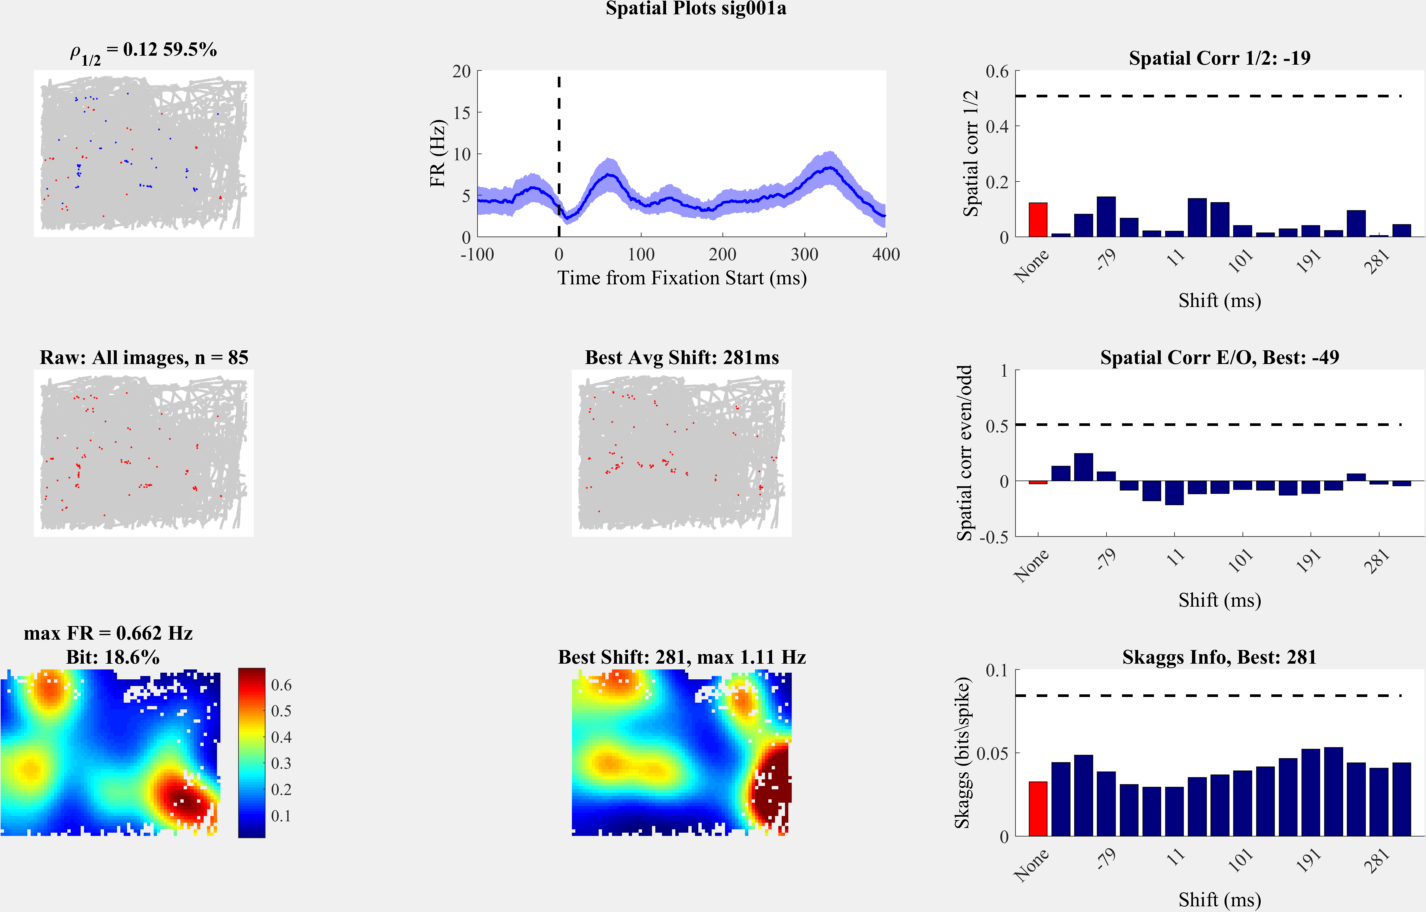 Spatial Plots sig001a
ρ1/2 = 0.12 59.5%
20
15
10
5
0
FR (Hz)
-100
0
100
200
300
400
Time from Fixation Start (ms)
Spatial Corr 1/2: -19
0.6
0.4
0.2
0
Spatial corr 1/2
None
-79
11
101
191
281
Shift (ms)
Raw: All images, n = 85
Best Avg Shift: 281ms
Spatial Corr E/O, Best: -49
1
0.5
0
-0.5
Spatial corr even/odd
None
-79
11
101
191
281
Shift (ms)
max FR = 0.662 Hz
Bit: 18.6%
0.6
0.5
0.4
0.3
0.2
0.1
Best Shift: 281, max 1.11 Hz
Skaggs Info, Best: 281
0.1
0.05
0
Skaggs (bits\spike)
None
-79
11
101
191
281
Shift (ms)